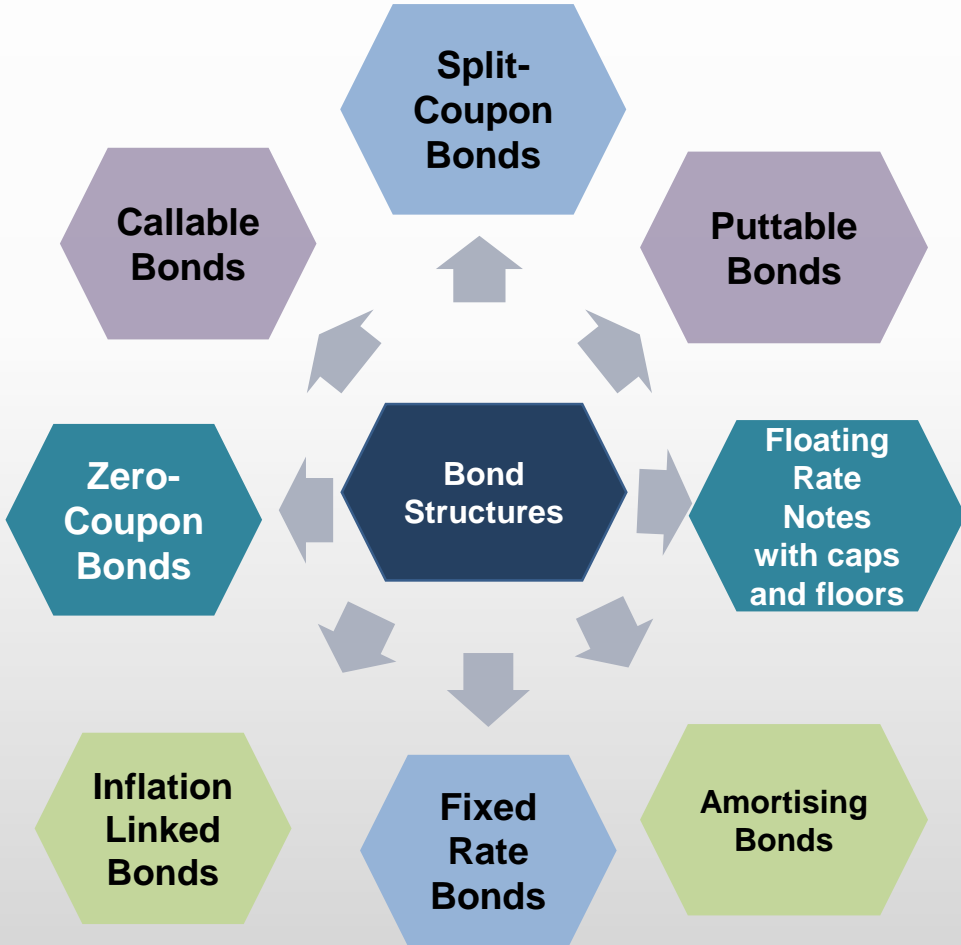 Split-
Coupon
Bonds
Callable
Bonds
Puttable
Bonds
Zero-
Coupon
Bonds
Bond
Structures
Floating
Rate
Notes
with caps
and floors
Inflation
Linked
Bonds
Fixed
Rate
Bonds
Amortising
Bonds